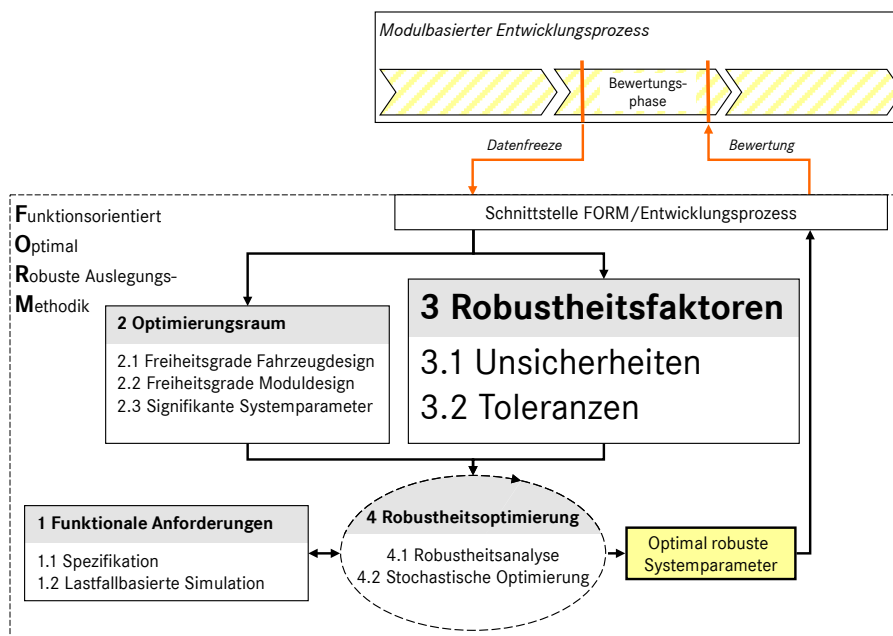 Modulbasierter Entwicklungsprozess
Bewertungs-
phase
Datenfreeze
Bewertung
Schnittstelle FORM/Entwicklungsprozess
Funktionsorientiert
Optimal
Robuste Auslegungs-
Methodik
2 Optimierungsraum
2.1 Freiheitsgrade Fahrzeugdesign
2.2 Freiheitsgrade Moduldesign
2.3 Signifikante Systemparameter
3 Robustheitsfaktoren
3.1 Unsicherheiten
3.2 Toleranzen
1 Funktionale Anforderungen
1.1 Spezifikation
1.2 Lastfallbasierte Simulation
4 Robustheitsoptimierung
4.1 Robustheitsanalyse
4.2 Stochastische Optimierung
Optimal robuste
Systemparameter